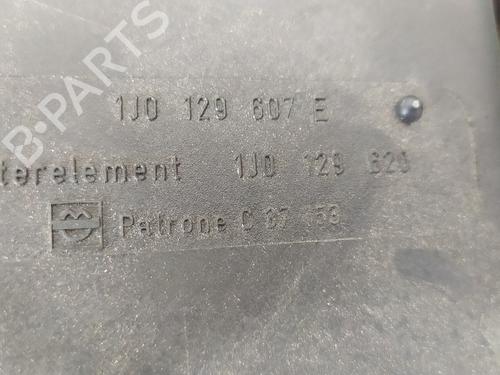 1J0 129 607 E
terelement 1J0 129 620
Patrone C 37 153
B-PARTS